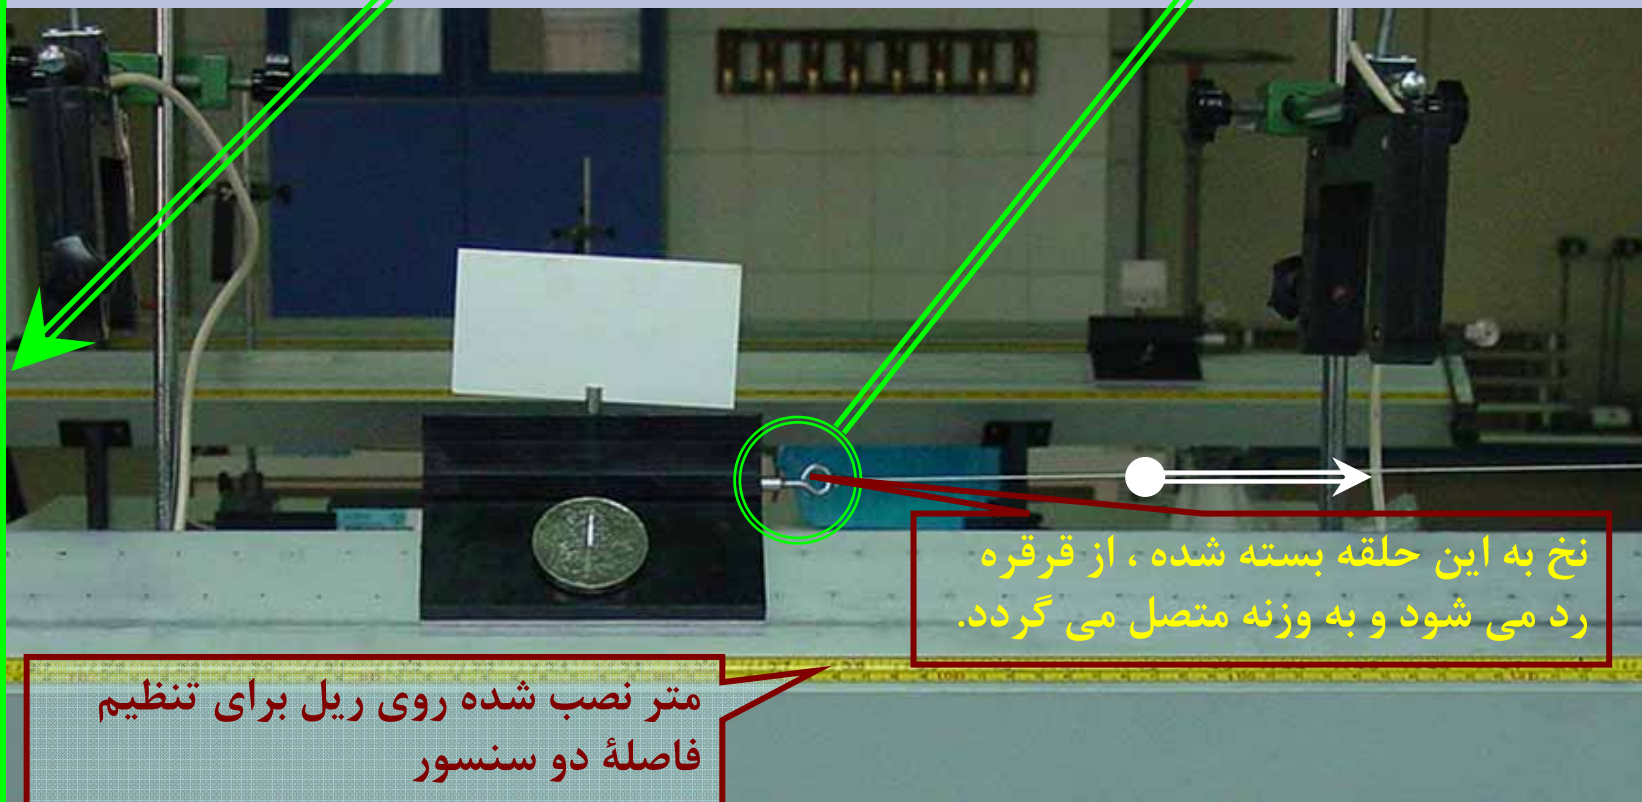 نخ به این حلقه بسته شده ، از قرقره
رد می شود و به وزنه متصل می گردد.
متر نصب شده روی ریل برای تنظیم
فاصلۀ دو سنسور